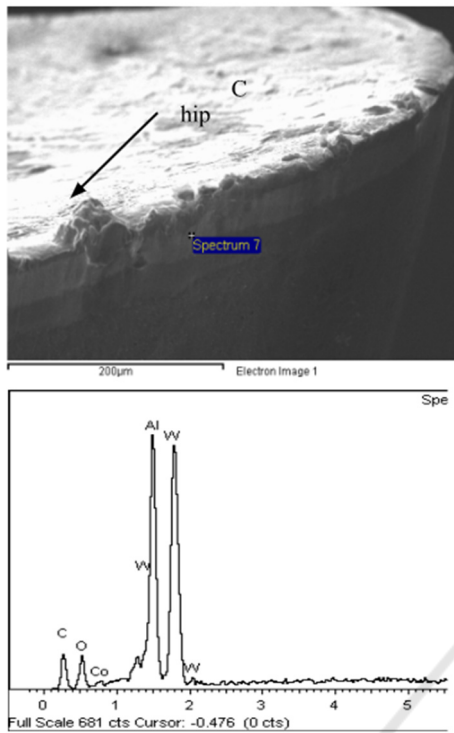 C
hip
Spectrum 7
200µm Electron Image 1
Spe
Al W
W
C
O
Co W
0 1 2 3 4 5
Full Scale 681 cts Cursor: -0.476 (0 cts)